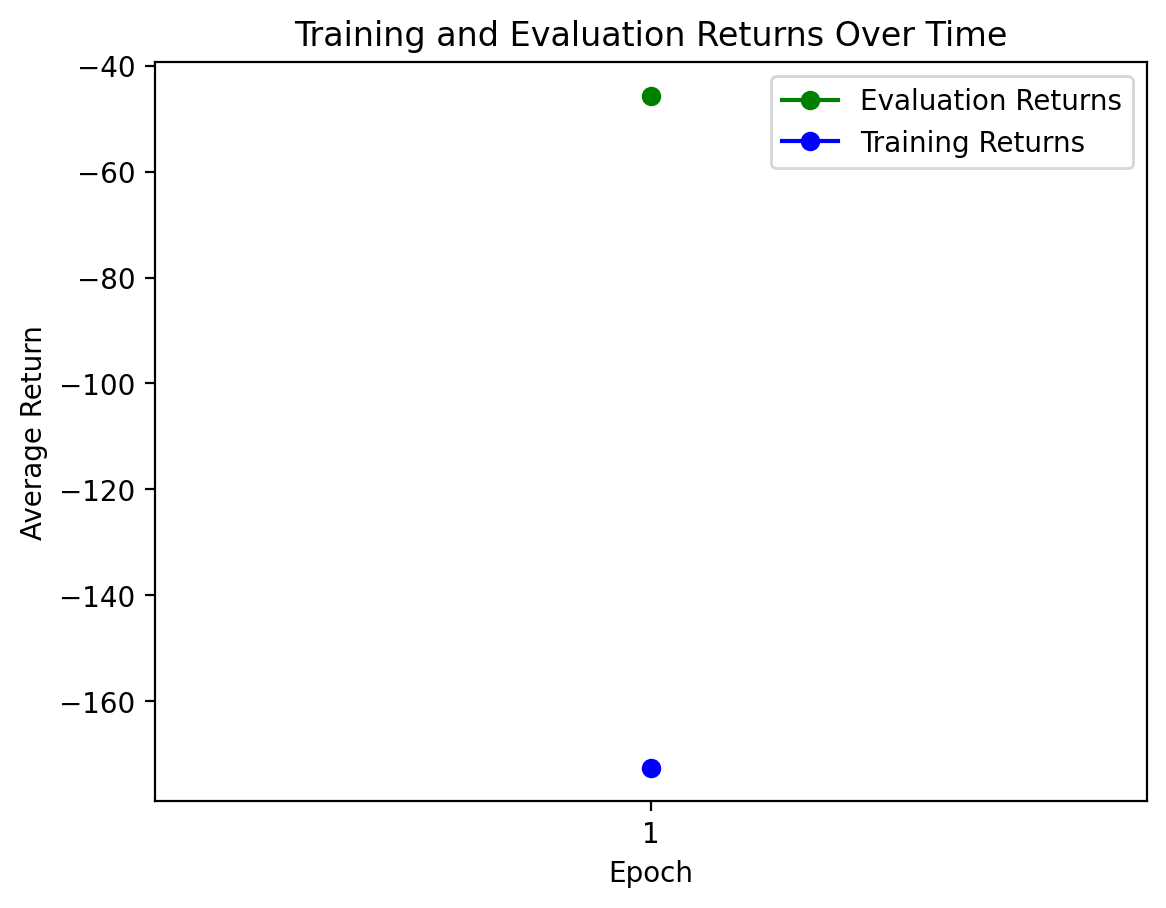 Training and Evaluation Returns Over Time
Evaluation Returns
Training Returns
Average Return
−40
−60
−80
−100
−120
−140
−160
1
Epoch